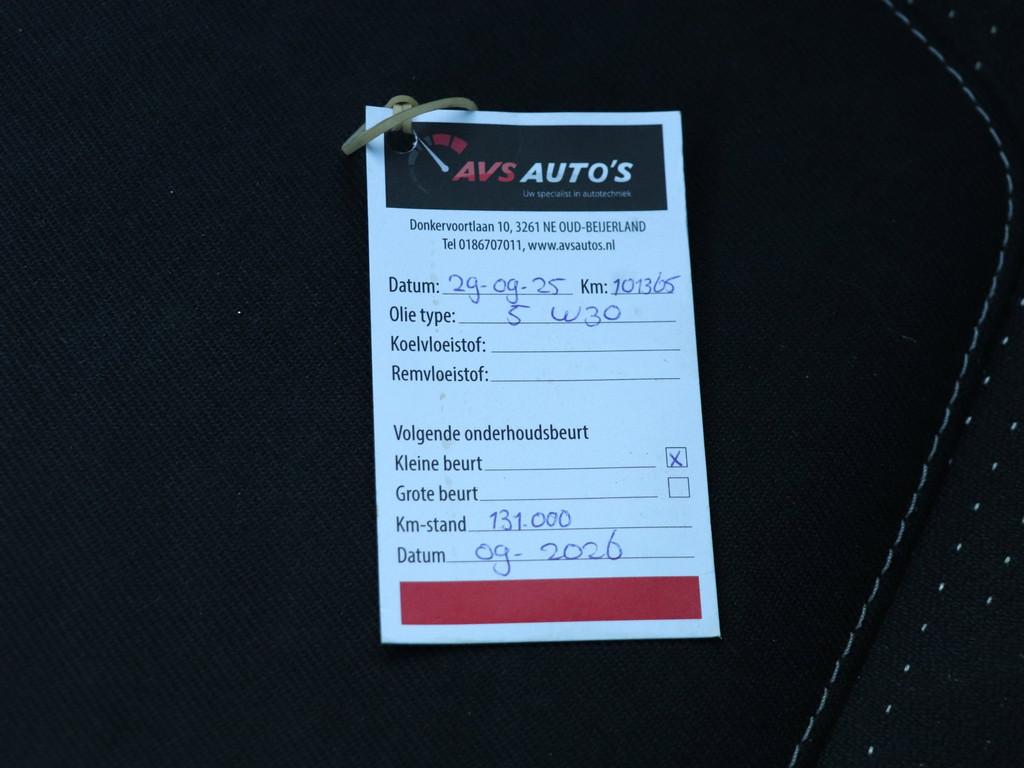 AVS AUTO'S
Uw specialist in autotechniek
Donkervoortlaan 10, 3261 NE OUD-BEIJERLAND
Tel 0186707011, www.avsautos.nl
Datum: 29-09-25 Km: 101365
Olie type: 5 W30
Koelvloeistof:
Remvloeistof:
Volgende onderhoudsbeurt
Kleine beurt X
Grote beurt
Km-stand 131.000
Datum 09-2026